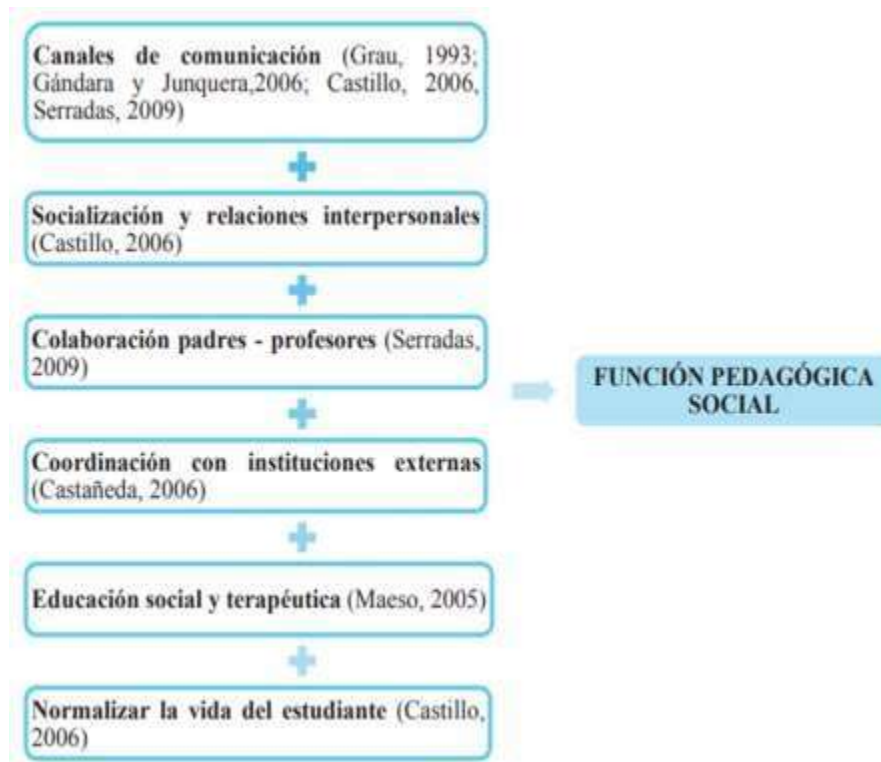 Canales de comunicación (Grau, 1993;
Gándara y Junquera,2006; Castillo, 2006,
Serradas, 2009)
Socialización y relaciones interpersonales
(Castillo, 2006)
Colaboración padres - profesores (Serradas,
2009)
Coordinación con instituciones externas
(Castañeda, 2006)
Educación social y terapéutica (Maeso, 2005)
Normalizar la vida del estudiante (Castillo,
2006)
FUNCIÓN PEDAGÓGICA
SOCIAL